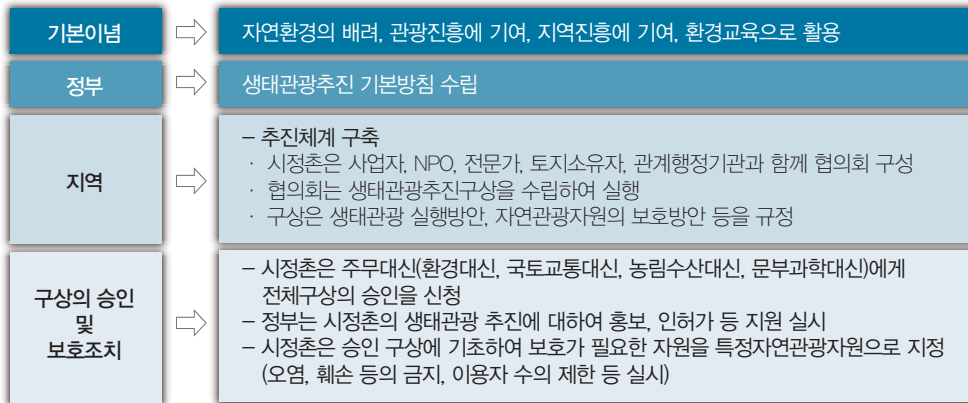 기본이념
자연환경의 배려, 관광진흥에 기여, 지역진흥에 기여, 환경교육으로 활용
정부
생태관광추진 기본방침 수립
지역
– 추진체계 구축
· 시정촌은 사업자, NPO, 전문가, 토지소유자, 관계행정기관과 함께 협의회 구성
· 협의회는 생태관광추진구상을 수립하여 실행
· 구상은 생태관광 실행방안, 자연관광자원의 보호방안 등을 규정
구상의 승인
및
보호조치
– 시정촌은 주무대신(환경대신, 국토교통대신, 농림수산대신, 문부과학대신)에게
전체구상의 승인을 신청
– 정부는 시정촌의 생태관광 추진에 대하여 홍보, 인허가 등 지원 실시
– 시정촌은 승인 구상에 기초하여 보호가 필요한 자원을 특정자연관광자원으로 지정
(오염, 훼손 등의 금지, 이용자 수의 제한 등 실시)